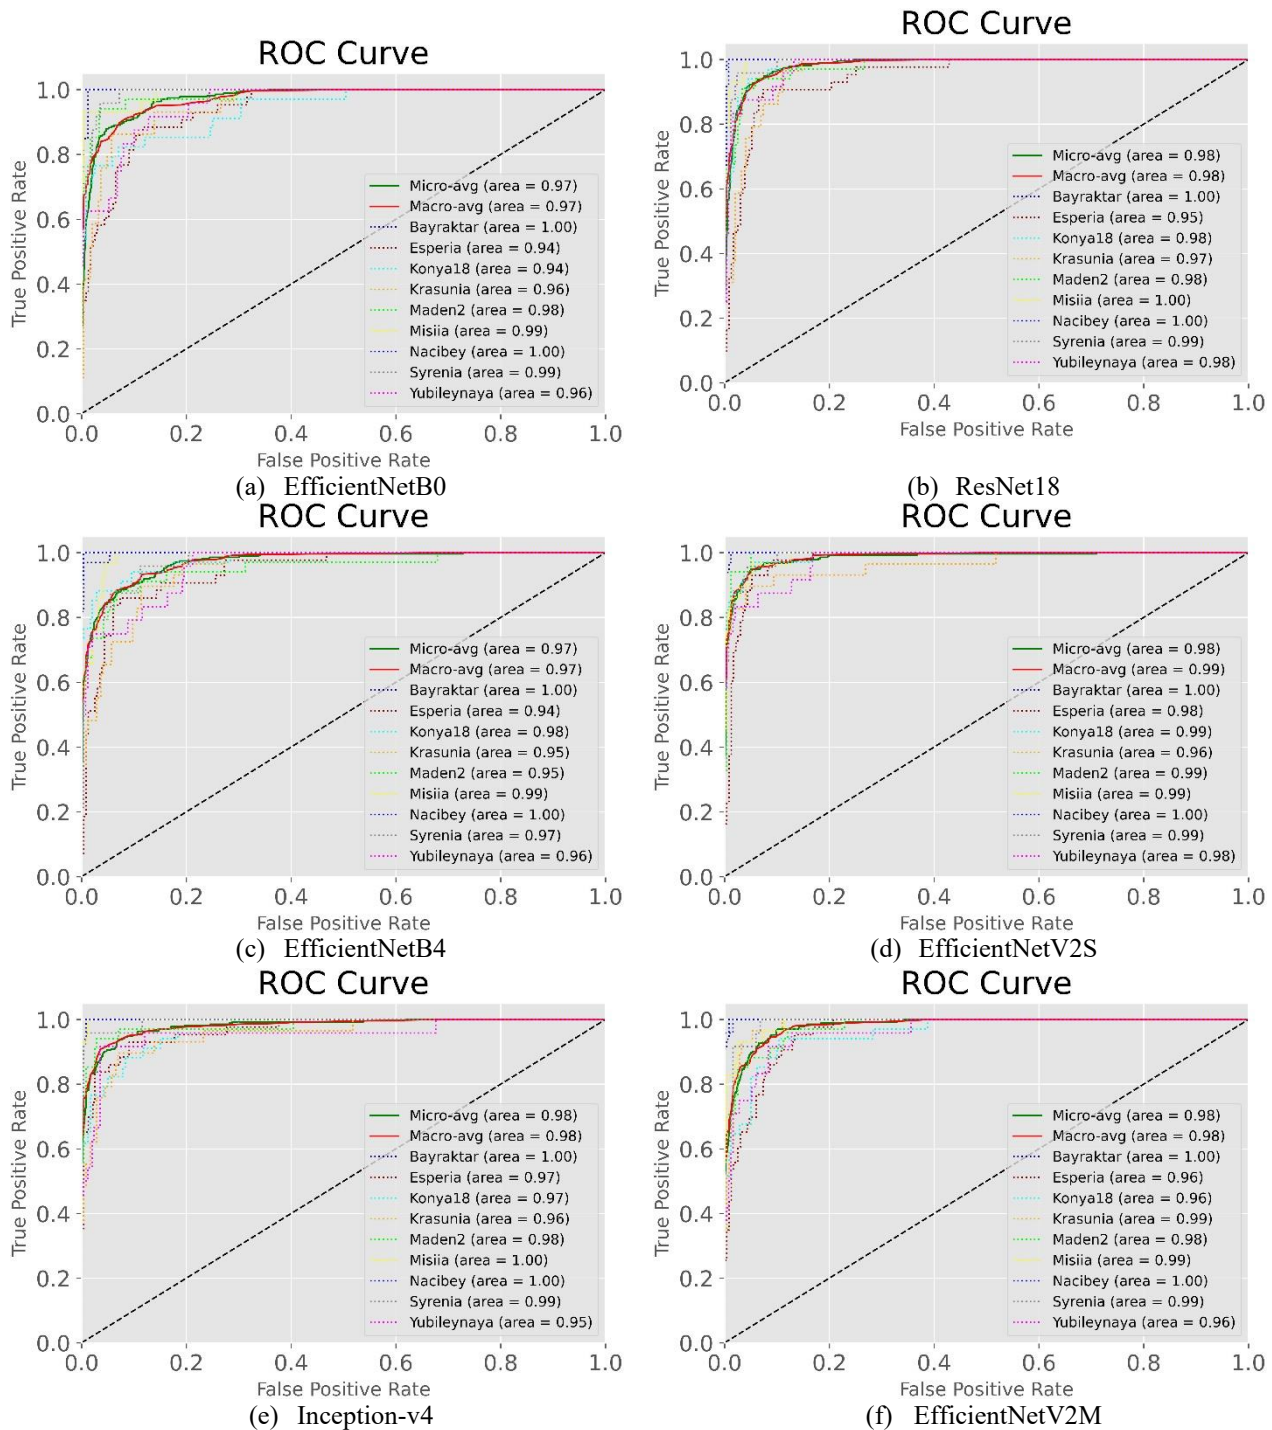 ROC Curve
True Positive Rate
1.0
0.8
0.6
0.4
0.2
0.0
Micro-avg (area = 0.97)
Macro-avg (area = 0.97)
Bayraktar (area = 1.00)
Esperia (area = 0.94)
Konya18 (area = 0.94)
Krasunia (area = 0.96)
Maden2 (area = 0.98)
Misiia (area = 0.99)
Nacibey (area = 1.00)
Syrenia (area = 0.99)
Yubileynaya (area = 0.96)
0.0 0.2 0.4 0.6 0.8 1.0
False Positive Rate
(a) EfficientNetB0
ROC Curve
True Positive Rate
1.0
0.8
0.6
0.4
0.2
0.0
Micro-avg (area = 0.98)
Macro-avg (area = 0.98)
Bayraktar (area = 1.00)
Esperia (area = 0.95)
Konya18 (area = 0.98)
Krasunia (area = 0.97)
Maden2 (area = 0.98)
Misiia (area = 1.00)
Nacibey (area = 1.00)
Syrenia (area = 0.99)
Yubileynaya (area = 0.98)
0.0 0.2 0.4 0.6 0.8 1.0
False Positive Rate
(b) ResNet18
ROC Curve
True Positive Rate
1.0
0.8
0.6
0.4
0.2
0.0
Micro-avg (area = 0.97)
Macro-avg (area = 0.97)
Bayraktar (area = 1.00)
Esperia (area = 0.94)
Konya18 (area = 0.98)
Krasunia (area = 0.95)
Maden2 (area = 0.95)
Misiia (area = 0.99)
Nacibey (area = 1.00)
Syrenia (area = 0.97)
Yubileynaya (area = 0.96)
0.0 0.2 0.4 0.6 0.8 1.0
False Positive Rate
(c) EfficientNetB4
ROC Curve
True Positive Rate
1.0
0.8
0.6
0.4
0.2
0.0
Micro-avg (area = 0.98)
Macro-avg (area = 0.99)
Bayraktar (area = 1.00)
Esperia (area = 0.98)
Konya18 (area = 0.99)
Krasunia (area = 0.96)
Maden2 (area = 0.99)
Misiia (area = 0.99)
Nacibey (area = 1.00)
Syrenia (area = 0.99)
Yubileynaya (area = 0.98)
0.0 0.2 0.4 0.6 0.8 1.0
False Positive Rate
(d) EfficientNetV2S
ROC Curve
True Positive Rate
1.0
0.8
0.6
0.4
0.2
0.0
Micro-avg (area = 0.98)
Macro-avg (area = 0.98)
Bayraktar (area = 1.00)
Esperia (area = 0.97)
Konya18 (area = 0.97)
Krasunia (area = 0.96)
Maden2 (area = 0.98)
Misiia (area = 1.00)
Nacibey (area = 1.00)
Syrenia (area = 0.99)
Yubileynaya (area = 0.95)
0.0 0.2 0.4 0.6 0.8 1.0
False Positive Rate
(e) Inception-v4
ROC Curve
True Positive Rate
1.0
0.8
0.6
0.4
0.2
0.0
Micro-avg (area = 0.98)
Macro-avg (area = 0.98)
Bayraktar (area = 1.00)
Esperia (area = 0.96)
Konya18 (area = 0.96)
Krasunia (area = 0.99)
Maden2 (area = 0.98)
Misiia (area = 0.99)
Nacibey (area = 1.00)
Syrenia (area = 0.99)
Yubileynaya (area = 0.96)
0.0 0.2 0.4 0.6 0.8 1.0
False Positive Rate
(f) EfficientNetV2M